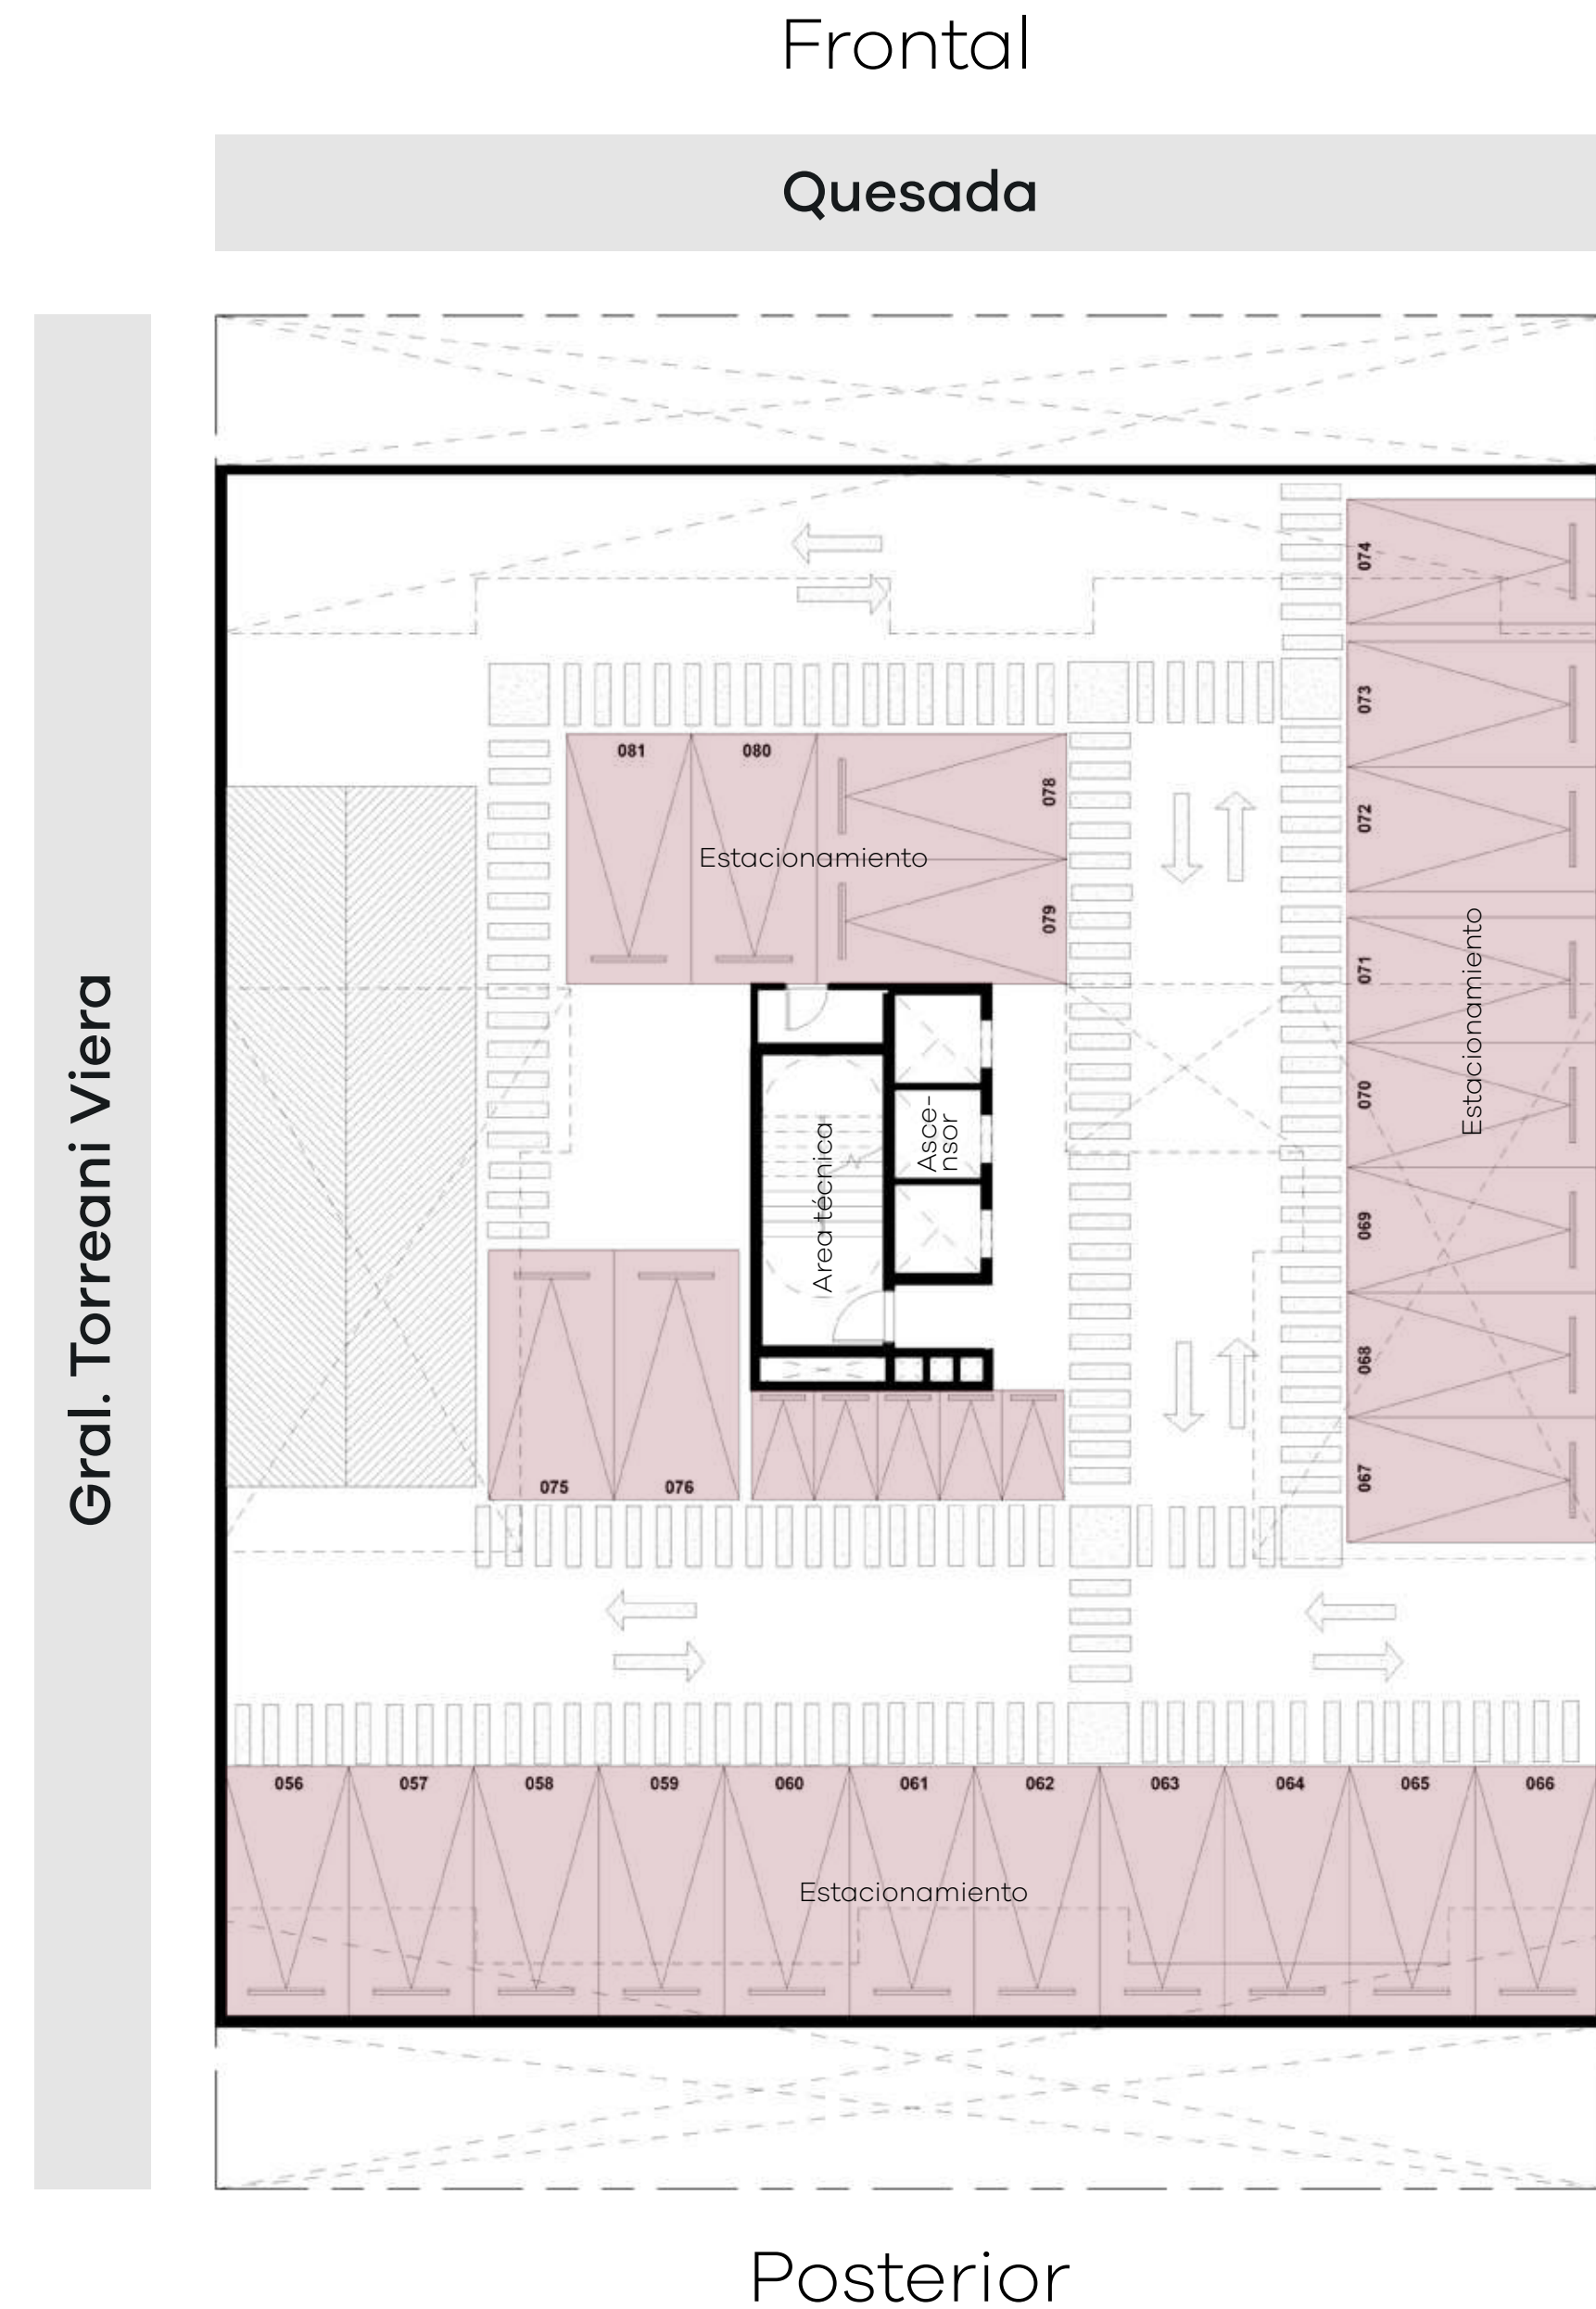 Frontal
Quesada
Gral. Torreani Viera
074
073
072
071
070
069
068
067
Estacionamiento
081
080
078
079
Estacionamiento
Area técnica
Asce-
nsor
075
076
056
057
058
059
060
061
062
063
064
065
066
Estacionamiento
Posterior